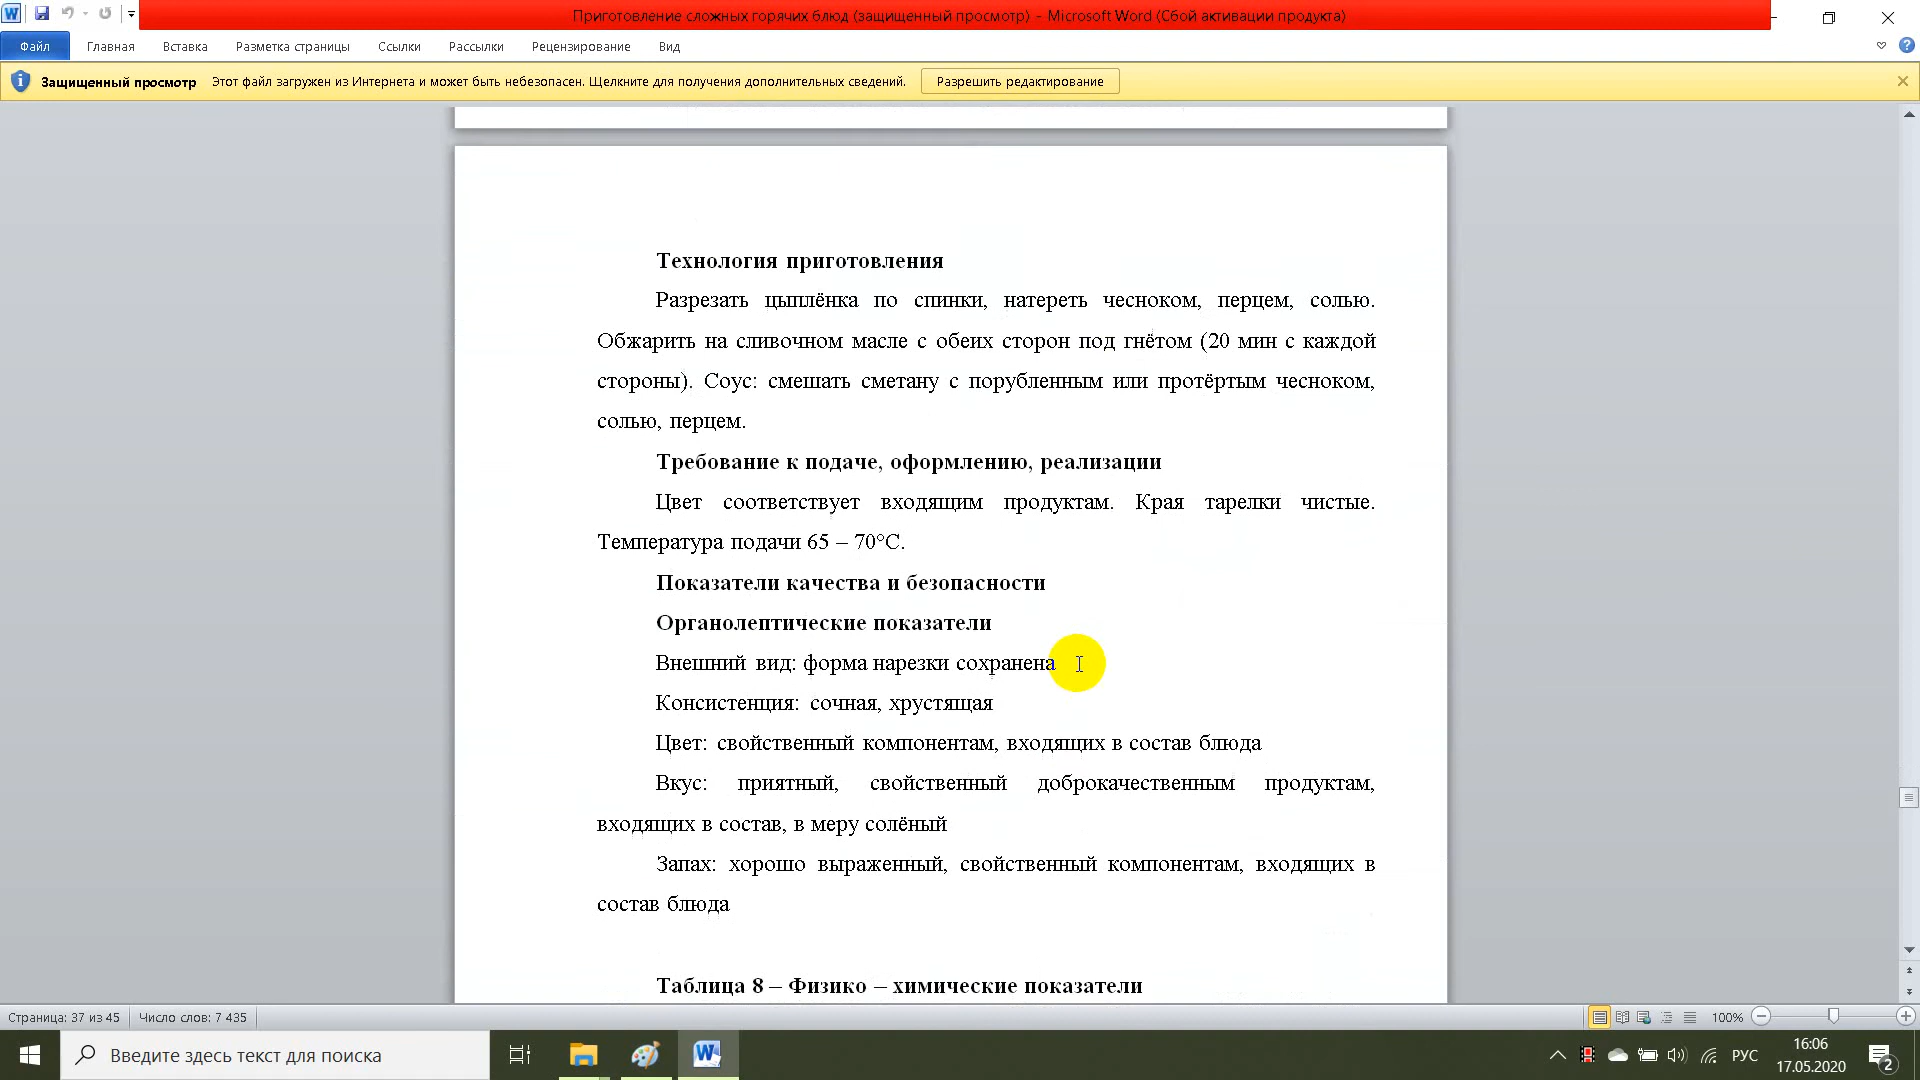 Приготовление сложных горячих блюд (защищенный просмотр) - Microsoft Word (Сбой активации продукта)
Файл Главная Вставка Разметка страницы Ссылки Рассылки Рецензирование Вид
Защищенный просмотр Этот файл загружен из Интернета и может быть небезопасен. Щелкните для получения дополнительных сведений. Разрешить редактирование
Технология приготовления
Разрезать цыплёнка по спинки, натереть чесноком, перцем, солью.
Обжарить на сливочном масле с обеих сторон под гнётом (20 мин с каждой
стороны). Соус: смешать сметану с порубленным или протёртым чесноком,
солью, перцем.
Требование к подаче, оформлению, реализации
Цвет соответствует входящим продуктам. Края тарелки чистые.
Температура подачи 65 – 70°С.
Показатели качества и безопасности
Органолептические показатели
Внешний вид: форма нарезки сохранена
Консистенция: сочная, хрустящая
Цвет: свойственный компонентам, входящих в состав блюда
Вкус: приятный, свойственный доброкачественным продуктам,
входящих в состав, в меру солёный
Запах: хорошо выраженный, свойственный компонентам, входящих в
состав блюда
Таблица 8 – Физико – химические показатели
Страница: 37 из 45 Число слов: 7 435 100%
Введите здесь текст для поиска
РУС
16:06
17.05.2020
2